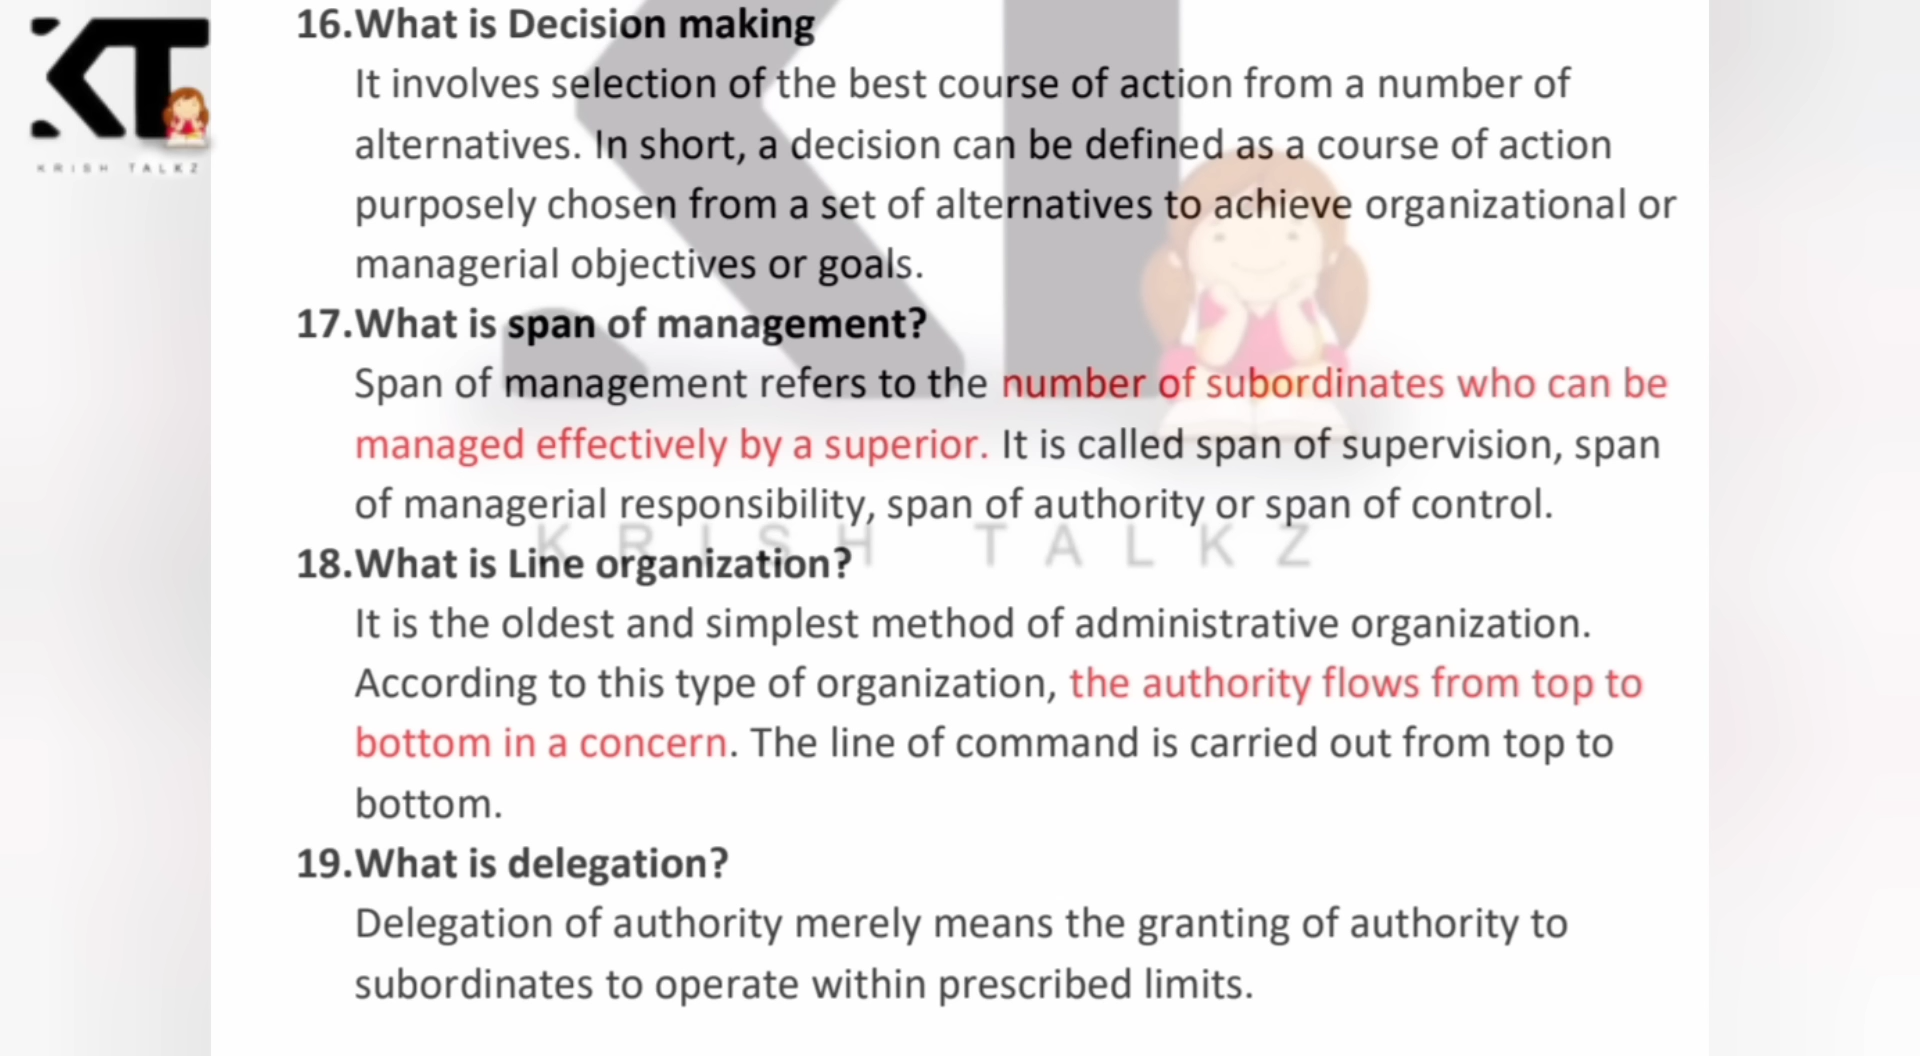 KT
KRISH TALKZ
16.What is Decision making
It involves selection of the best course of action from a number of
alternatives. In short, a decision can be defined as a course of action
purposely chosen from a set of alternatives to achieve organizational or
managerial objectives or goals.
17.What is span of management?
Span of management refers to the number of subordinates who can be
managed effectively by a superior. It is called span of supervision, span
of managerial responsibility, span of authority or span of control.
KRISH TALKZ
18.What is Line organization?
It is the oldest and simplest method of administrative organization.
According to this type of organization, the authority flows from top to
bottom in a concern. The line of command is carried out from top to
bottom.
19.What is delegation?
Delegation of authority merely means the granting of authority to
subordinates to operate within prescribed limits.